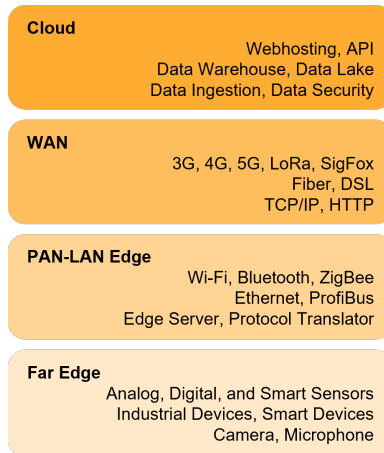 Cloud
Webhosting, API
Data Warehouse, Data Lake
Data Ingestion, Data Security
WAN
3G, 4G, 5G, LoRa, SigFox
Fiber, DSL
TCP/IP, HTTP
PAN-LAN Edge
Wi-Fi, Bluetooth, ZigBee
Ethernet, ProfiBus
Edge Server, Protocol Translator
Far Edge
Analog, Digital, and Smart Sensors
Industrial Devices, Smart Devices
Camera, Microphone